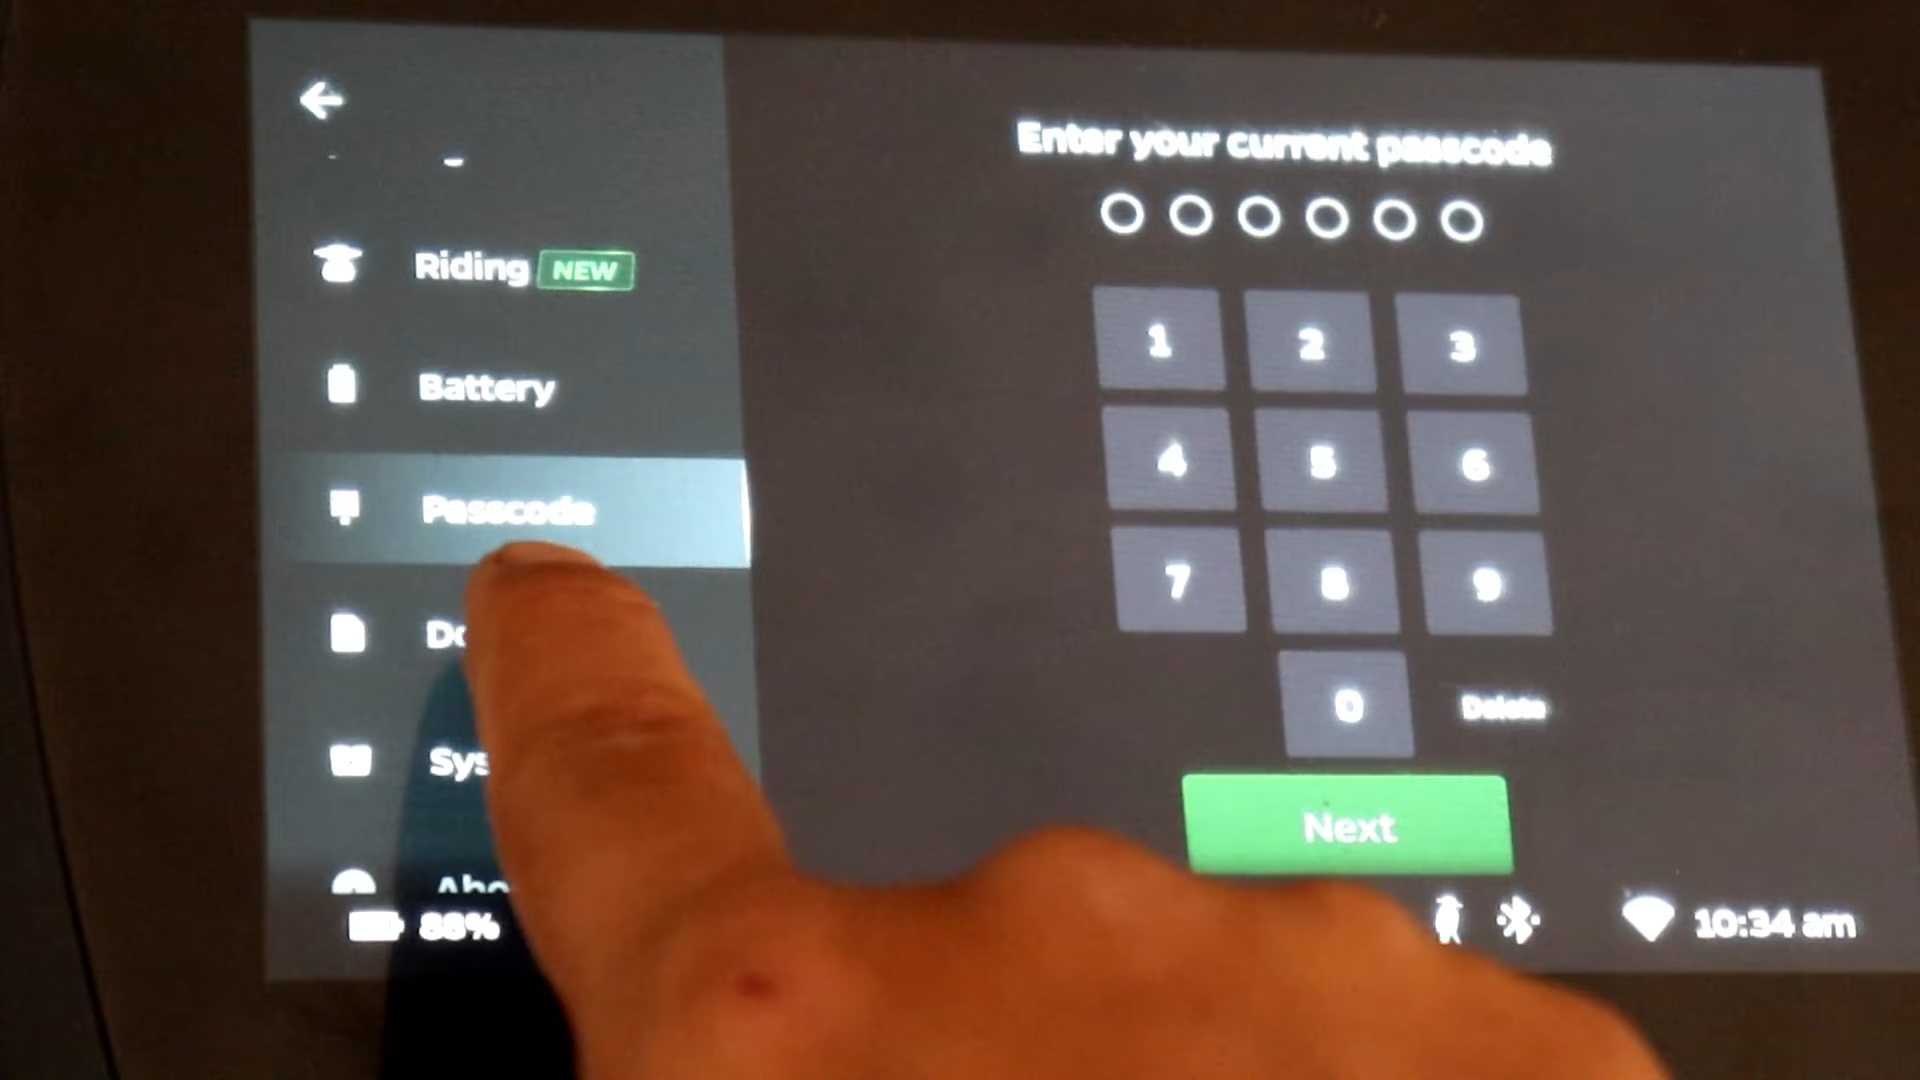 Riding NEW
Battery
Passcode
88%
Enter your current passcode
1 2 3
4 5 6
7 8 9
0 Delete
Next
10:34 am